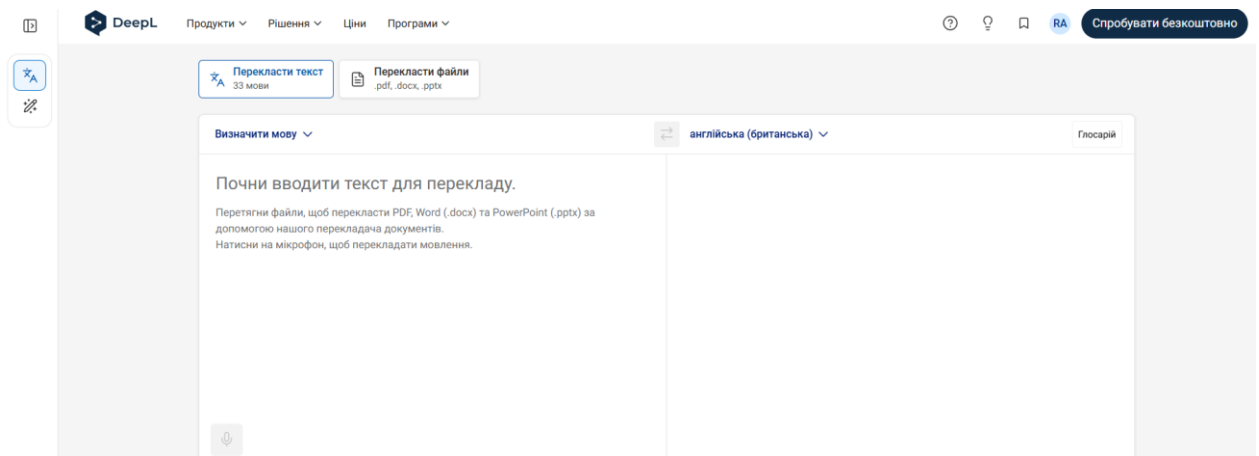 DeepL
Продукти
Рішення
Ціни
Програми
RA
Спробувати безкоштовно
Перекласти текст
33 мови
Перекласти файли
.pdf, .docx, .pptx
Визначити мову
англійська (британська)
Глосарій
Почни вводити текст для перекладу.
Перетягни файли, щоб перекласти PDF, Word (.docx) та PowerPoint (.pptx) за
допомогою нашого перекладача документів.
Натисни на мікрофон, щоб перекладати мовлення.